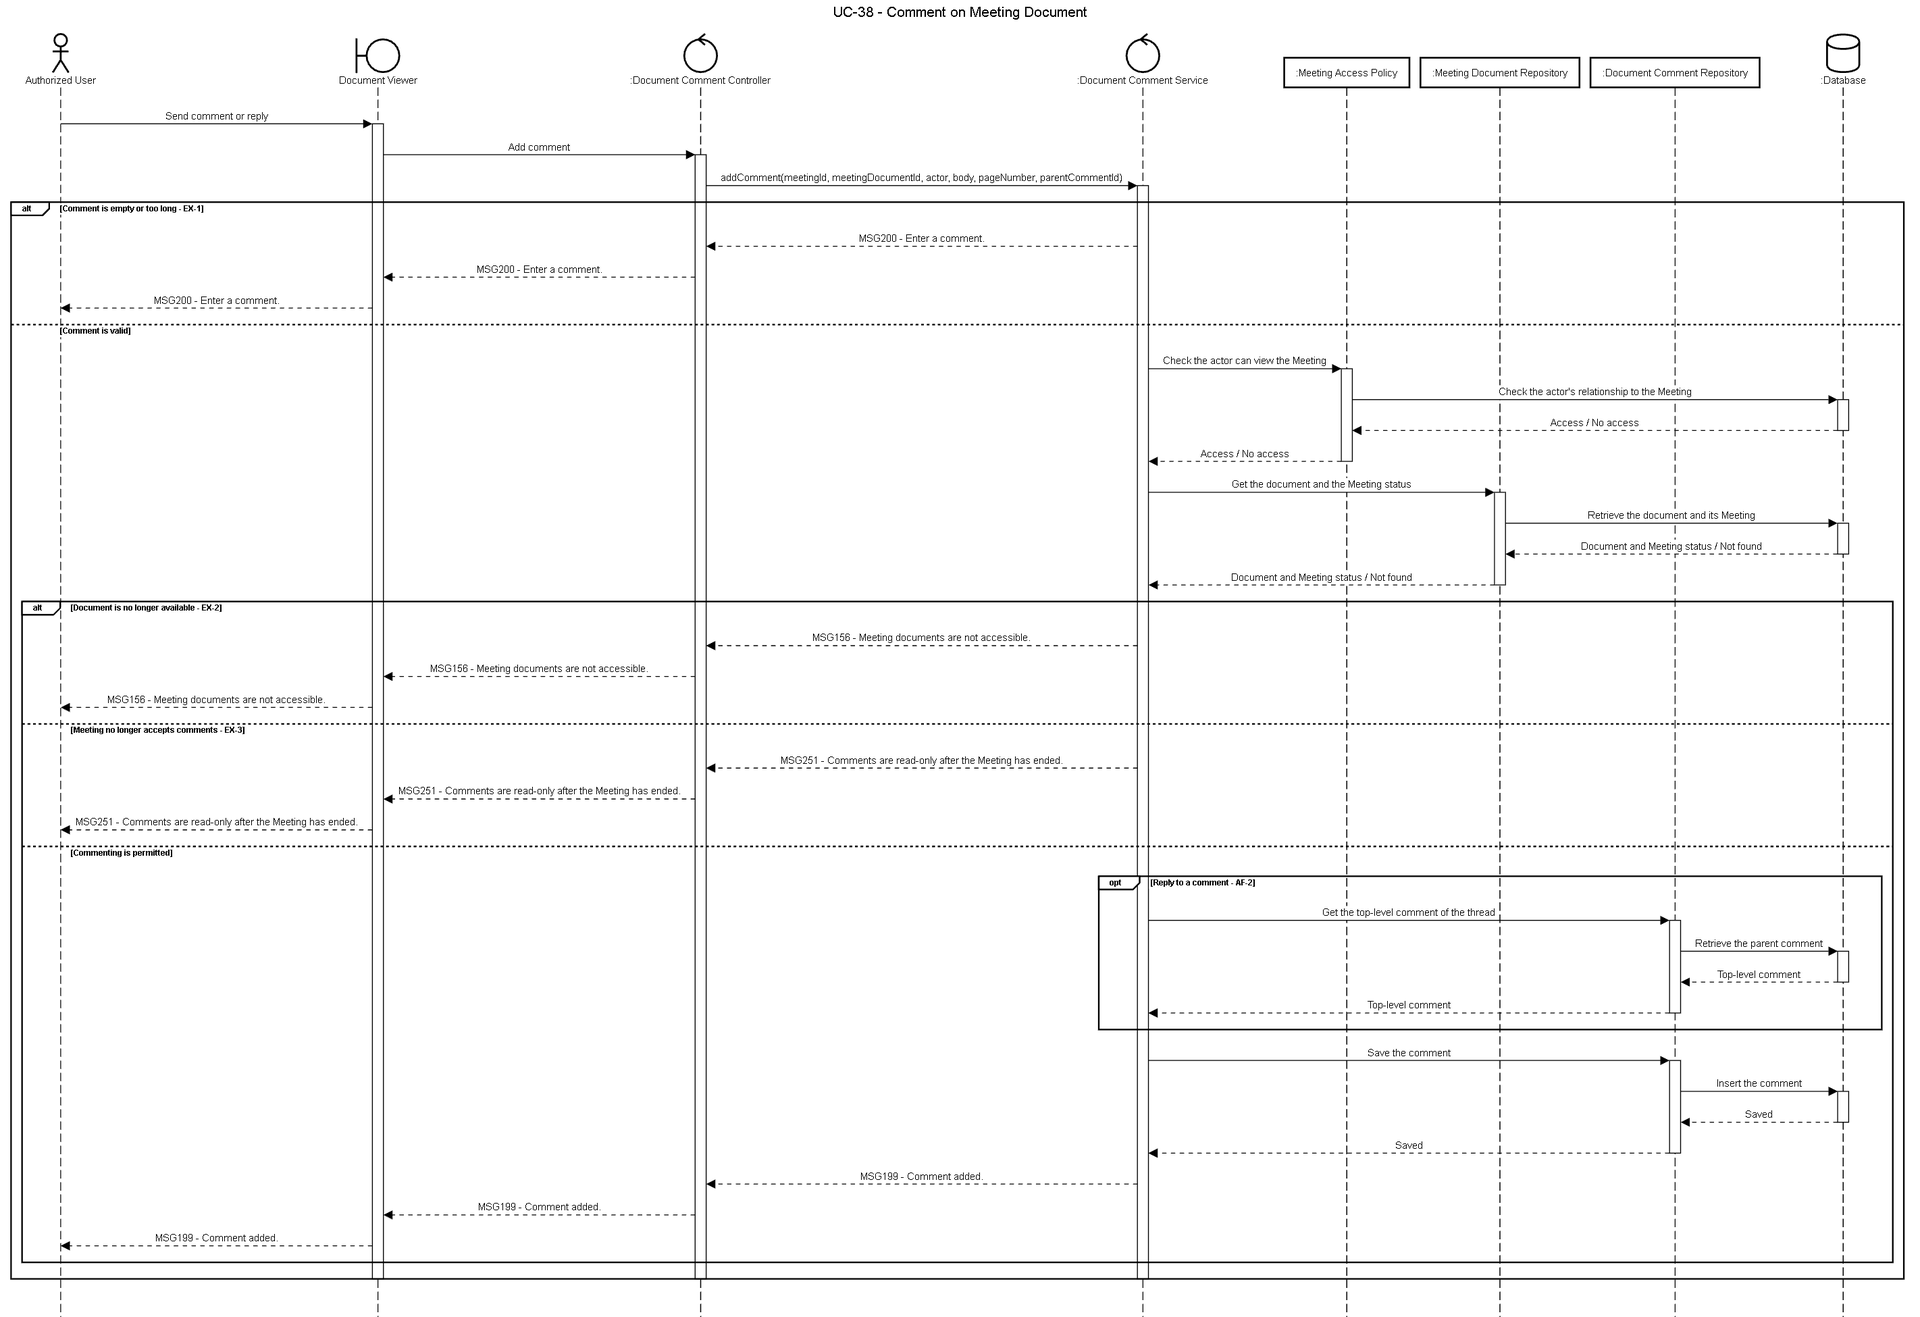 UC-38 - Comment on Meeting Document
Authorized User
Document Viewer
:Document Comment Controller
:Document Comment Service
:Meeting Access Policy
:Meeting Document Repository
:Document Comment Repository
:Database
Send comment or reply
Add comment
addComment(meetingId, meetingDocumentId, actor, body, pageNumber, parentCommentId)
alt
[Comment is empty or too long - EX-1]
MSG200 - Enter a comment.
MSG200 - Enter a comment.
MSG200 - Enter a comment.
[Comment is valid]
Check the actor can view the Meeting
Check the actor's relationship to the Meeting
Access / No access
Access / No access
Get the document and the Meeting status
Retrieve the document and its Meeting
Document and Meeting status / Not found
Document and Meeting status / Not found
alt
[Document is no longer available - EX-2]
MSG156 - Meeting documents are not accessible.
MSG156 - Meeting documents are not accessible.
MSG156 - Meeting documents are not accessible.
[Meeting no longer accepts comments - EX-3]
MSG251 - Comments are read-only after the Meeting has ended.
MSG251 - Comments are read-only after the Meeting has ended.
MSG251 - Comments are read-only after the Meeting has ended.
[Commenting is permitted]
opt
[Reply to a comment - AF-2]
Get the top-level comment of the thread
Retrieve the parent comment
Top-level comment
Top-level comment
Save the comment
Insert the comment
Saved
Saved
MSG199 - Comment added.
MSG199 - Comment added.
MSG199 - Comment added.